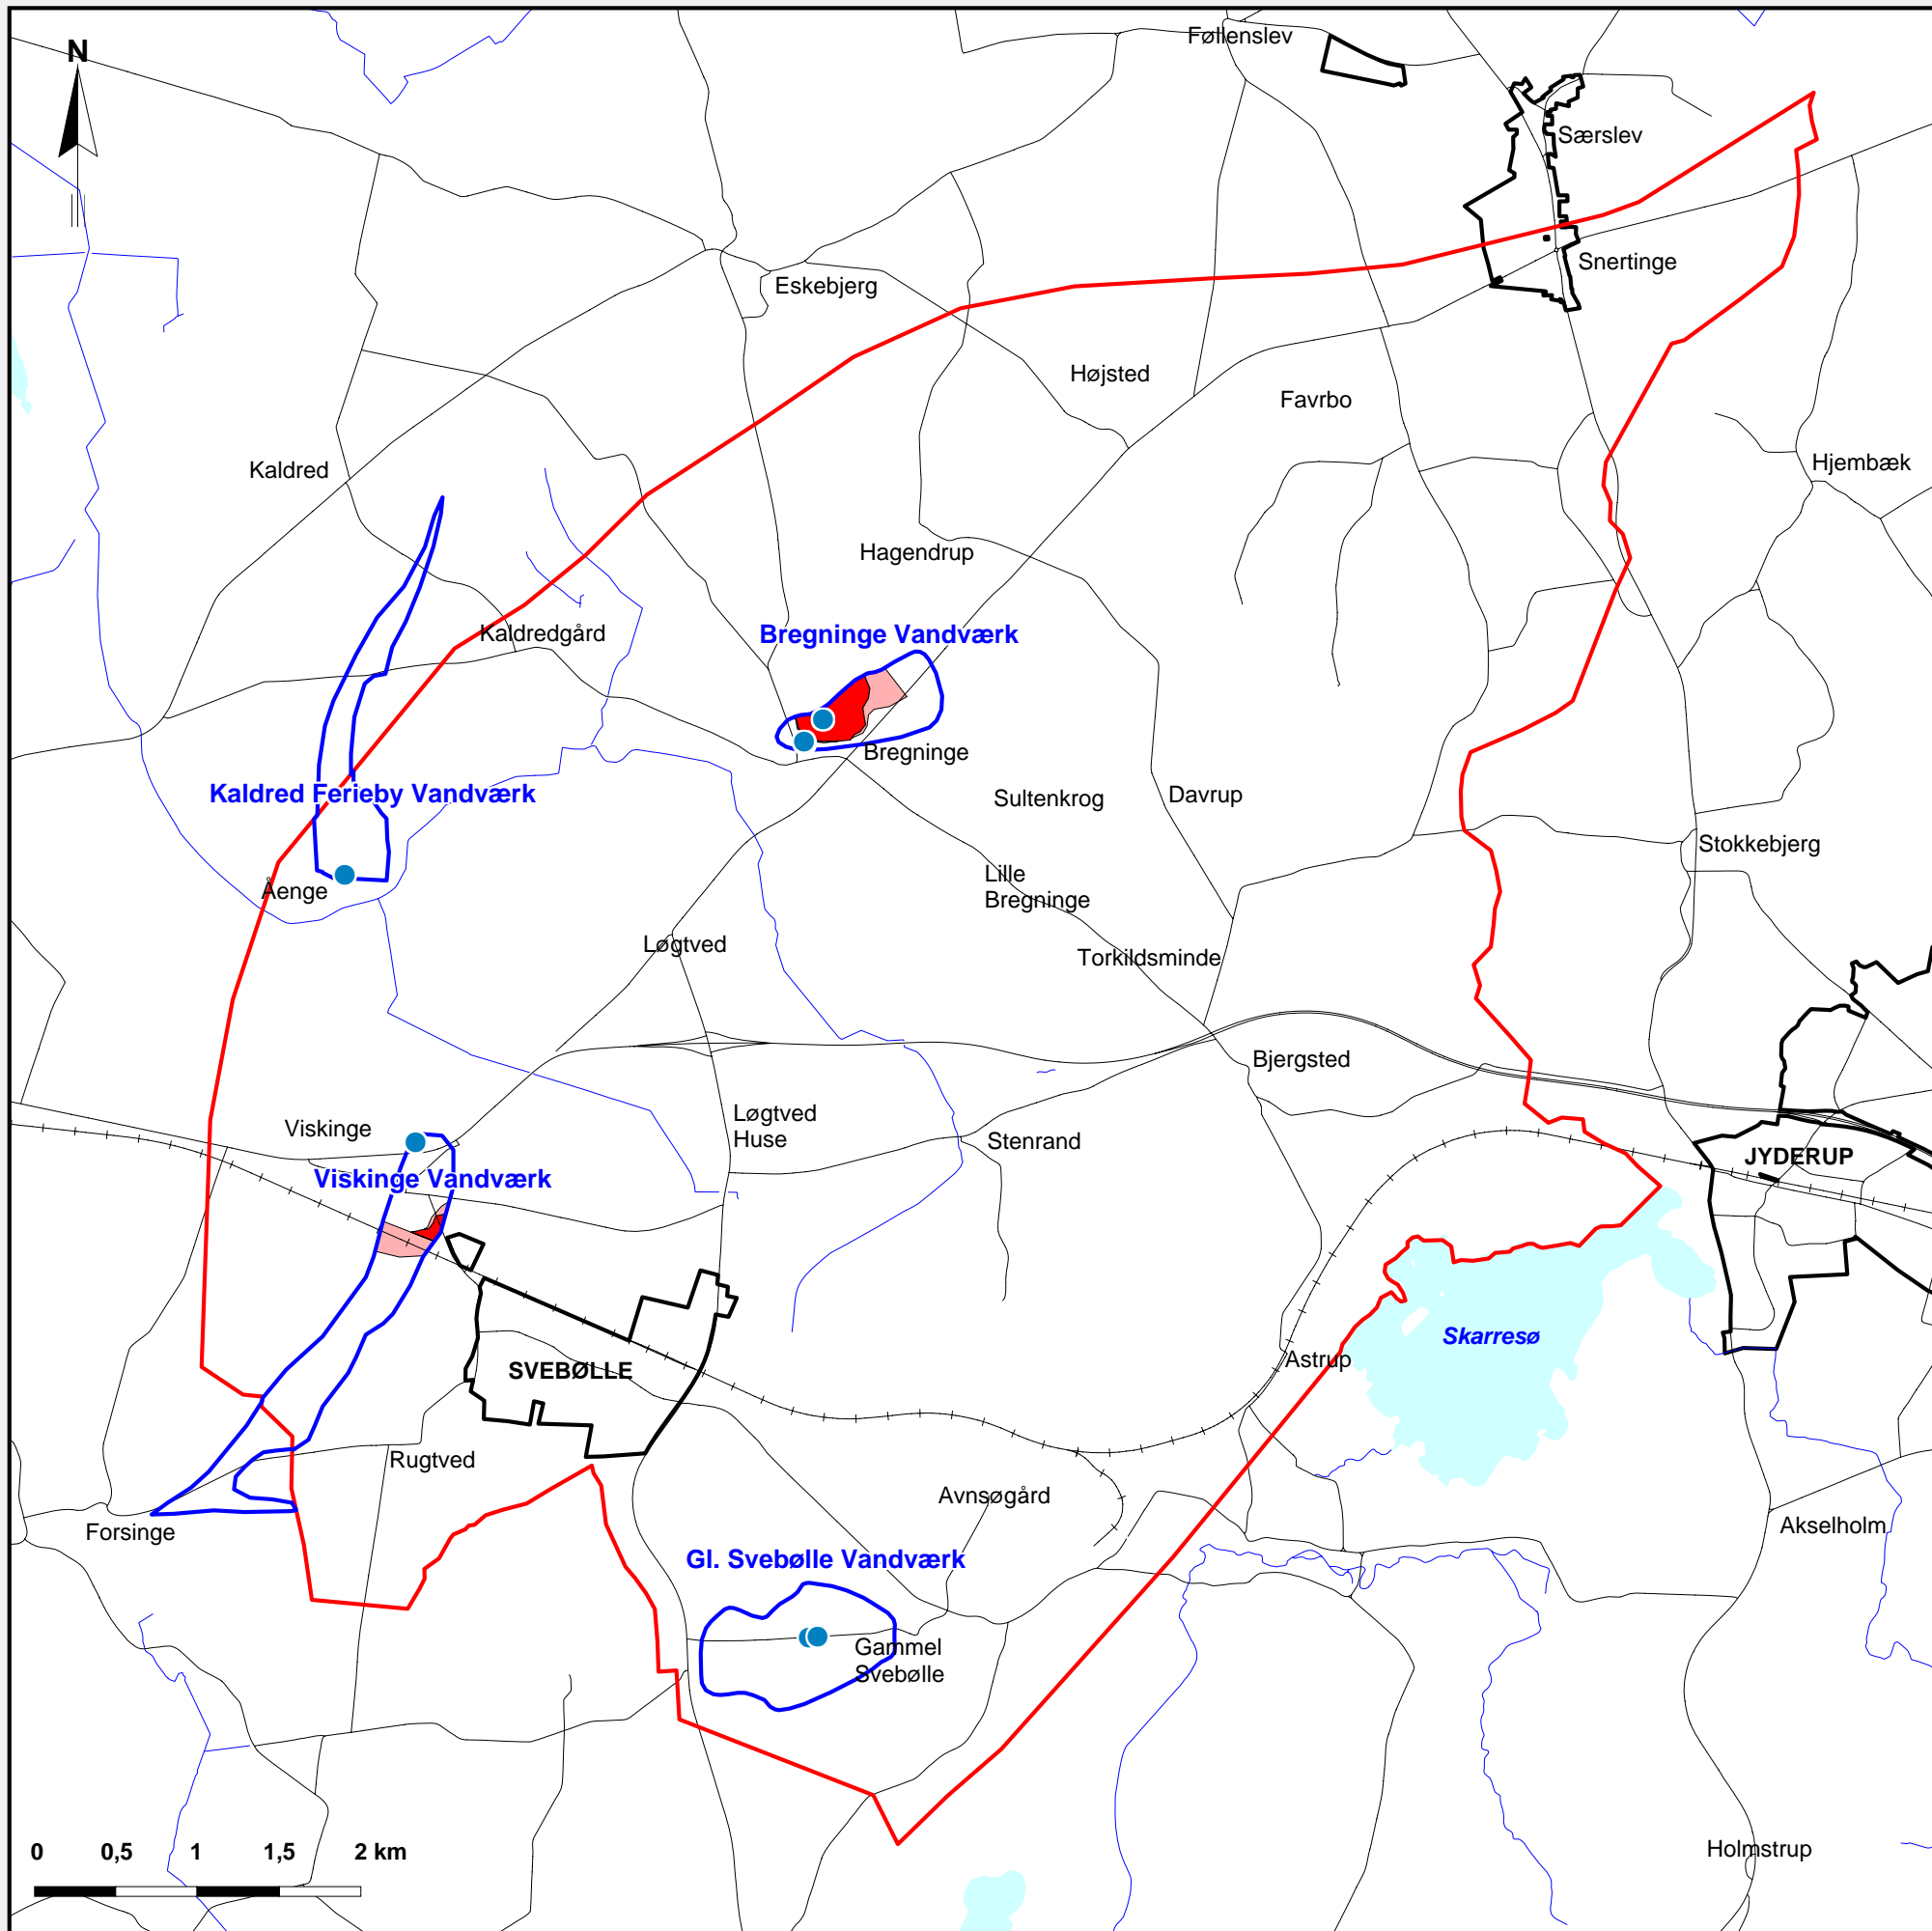 Føllenslev
N
Særslev
Snertinge
Eskebjerg
Højsted
Favrbo
Kaldred
Hjembæk
Hagendrup
Kaldredgård
Bregninge Vandværk
Bregninge
Kaldred Ferieby Vandværk
Sultenkrog
Davrup
Stokkebjerg
Åenge
Lille
Bregninge
Løgtved
Torkildsminde
Bjergsted
Viskinge
Løgtved
Huse
Stenrand
JYDERUP
Viskinge Vandværk
Skarresø
Astrup
SVEBØLLE
Rugtved
Avnsøgård
Forsinge
Akselholm
Gl. Svebølle Vandværk
Gammel
Svebølle
Holmstrup
0 0,5 1 1,5 2 km